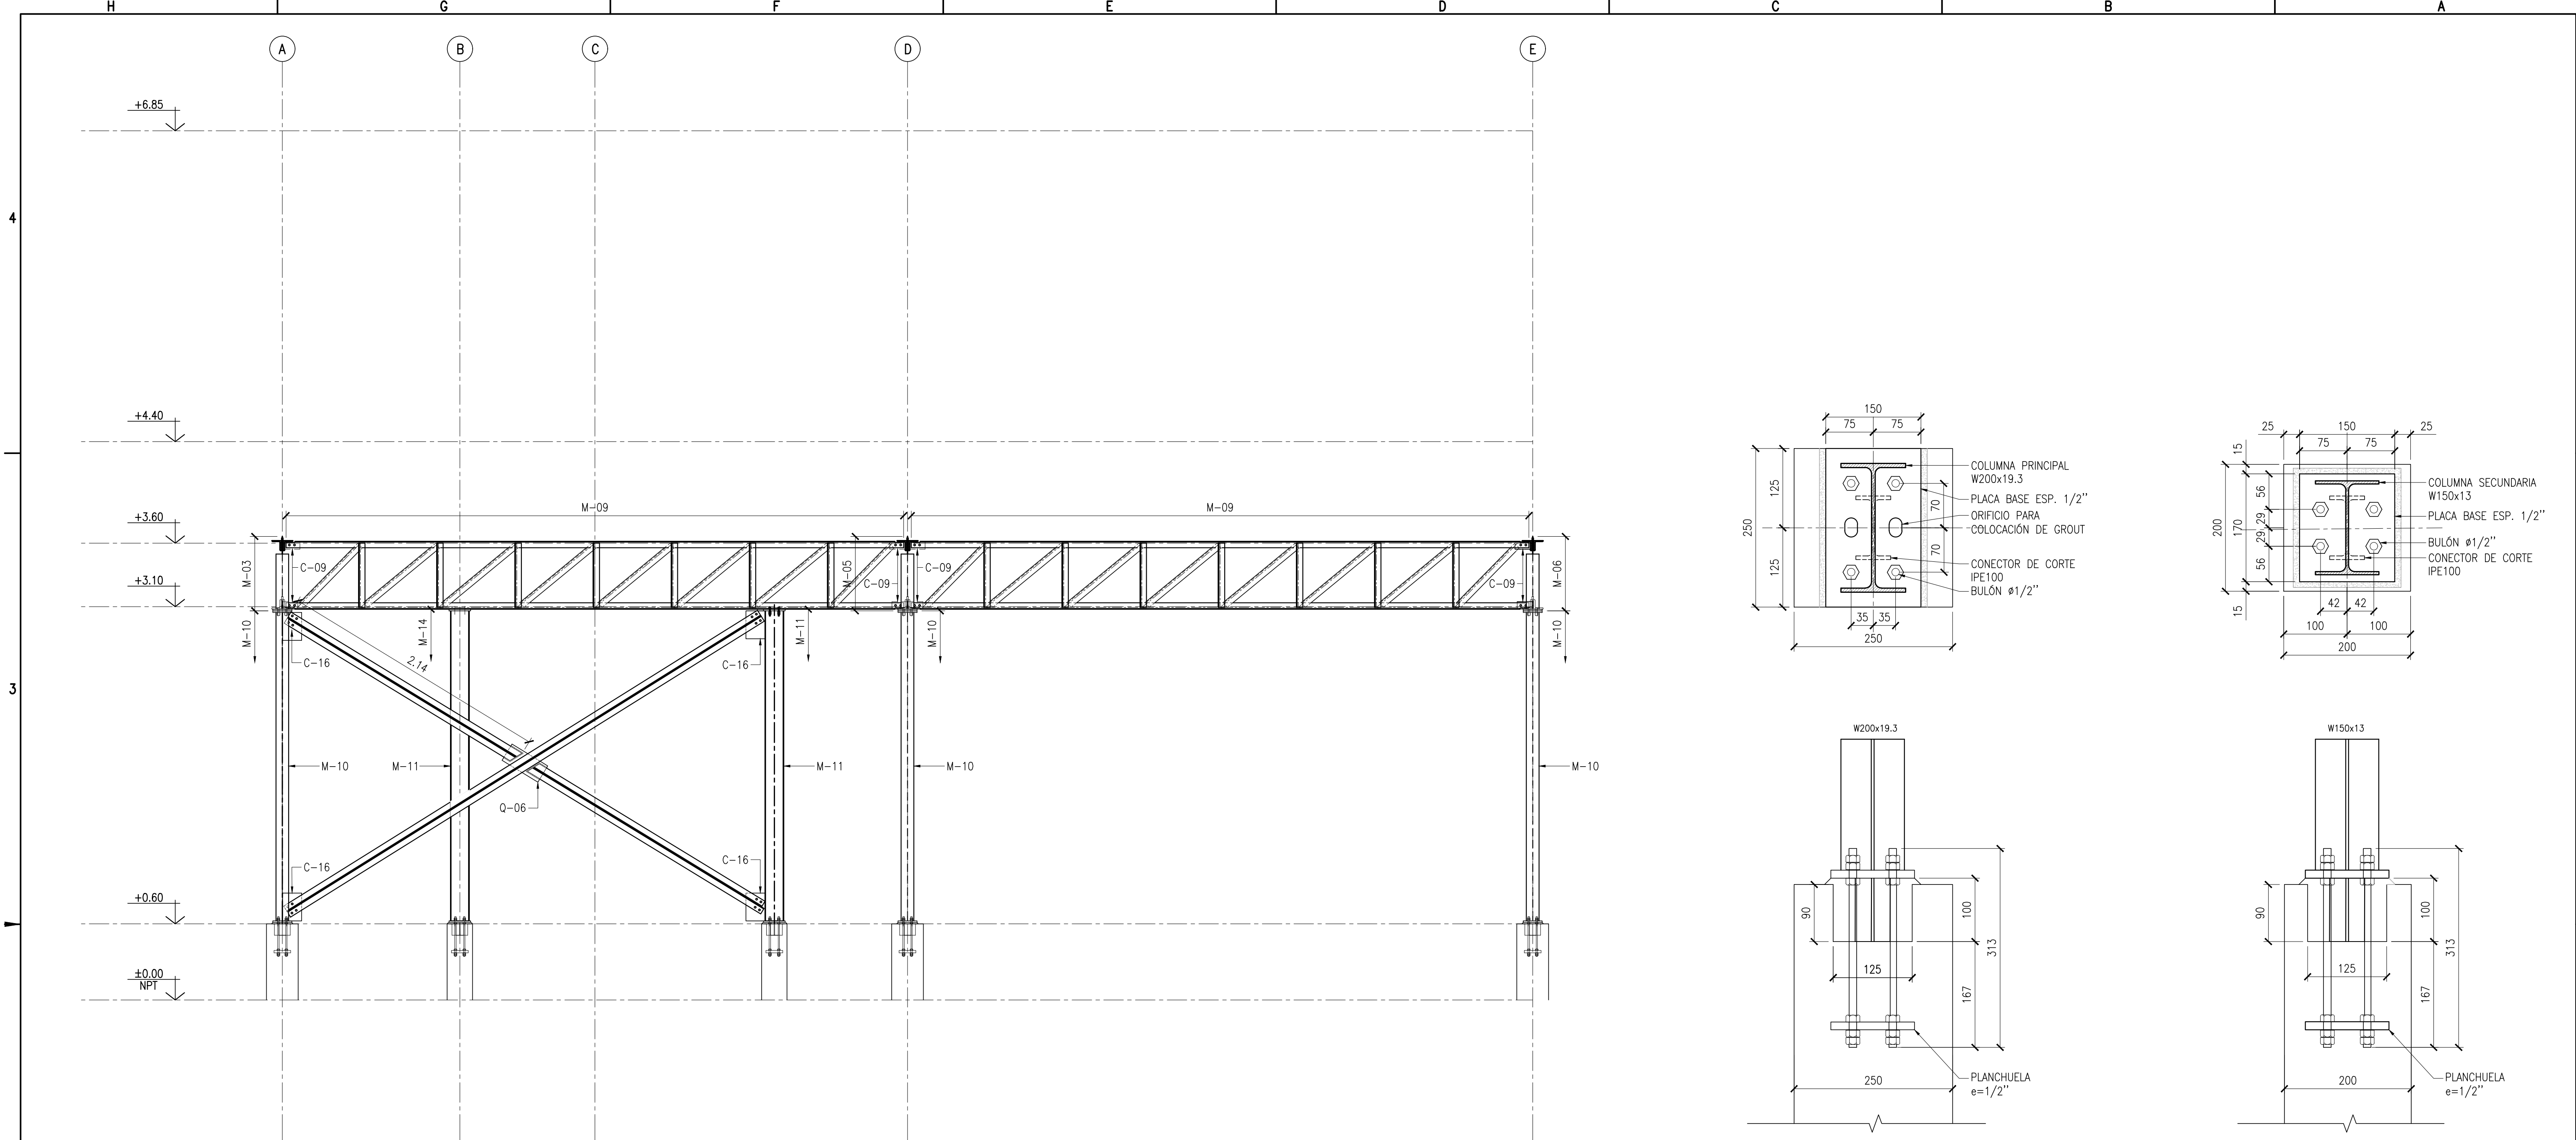 H G F E D C B A
A B C D E
+6.85
4
+4.40
+3.60
+3.10
3
+0.60
±0.00
NPT
M-09 M-09
M-03
M-05
M-06
C-09
C-09
C-09
C-09
M-10
M-14
M-11
M-10
M-10
C-16
2.14
C-16
M-10
M-11
M-11
M-10
M-10
Q-06
C-16
C-16
150
75 75
125
250
125
70
70
COLUMNA PRINCIPAL
W200x19.3
PLACA BASE ESP. 1/2''
ORIFICIO PARA
COLOCACIÓN DE GROUT
CONECTOR DE CORTE
IPE100
BULÓN ø1/2''
35 35
250
25 150 25
75 75
15
56
200
170
29
29
56
15
COLUMNA SECUNDARIA
W150x13
PLACA BASE ESP. 1/2''
BULÓN ø1/2''
CONECTOR DE CORTE
IPE100
42 42
100 100
200
W200x19.3
90
100
313
125
167
PLANCHUELA
e=1/2''
250
W150x13
90
100
313
125
167
PLANCHUELA
e=1/2''
200